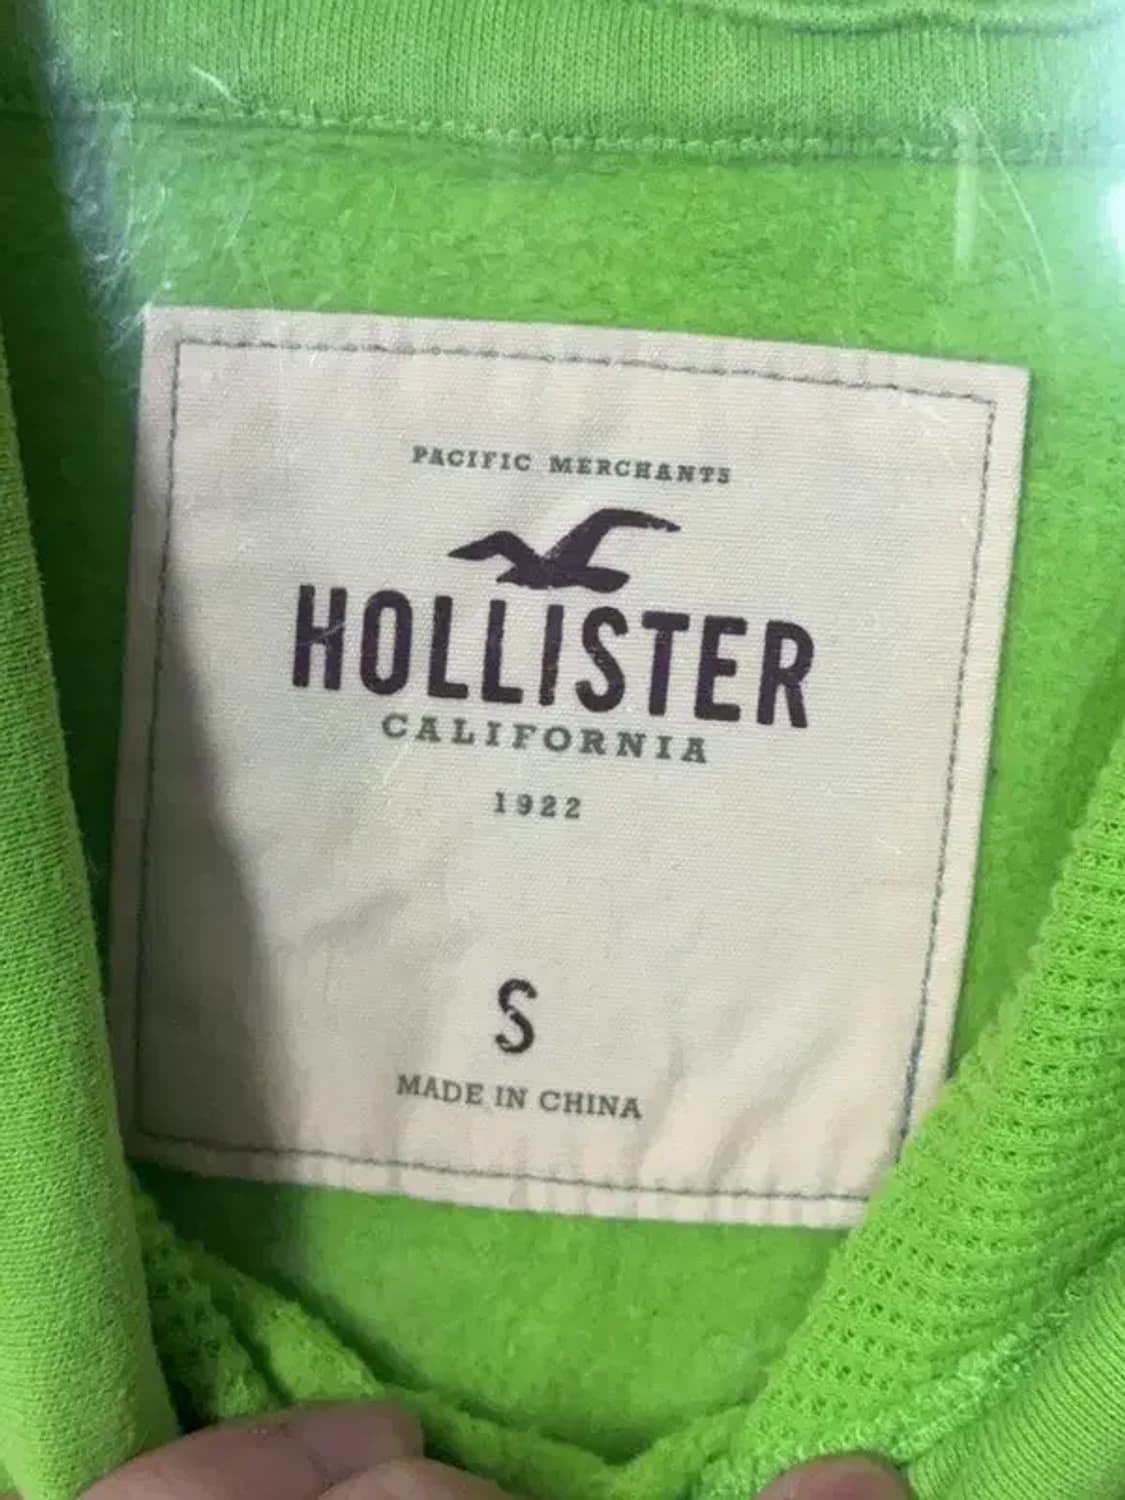 PACIFIC MERCHANTS
HOLLISTER
CALIFORNIA
1922
S
MADE IN CHINA